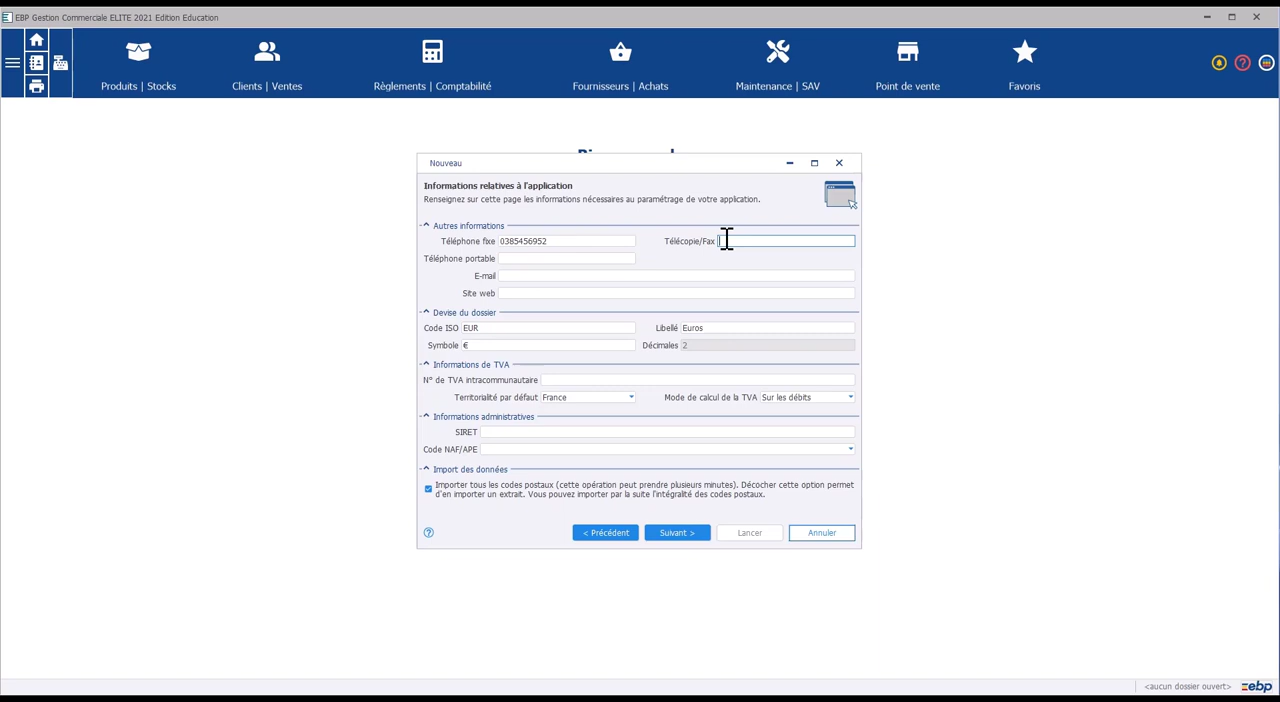 EBP Gestion Commerciale ELITE 2021 Edition Education
Produits | Stocks
Clients | Ventes
Règlements | Comptabilité
Fournisseurs | Achats
Maintenance | SAV
Point de vente
Favoris
Nouveau
Informations relatives à l'application
Renseignez sur cette page les informations nécessaires au paramétrage de votre application.
Autres informations
Téléphone fixe 0385456952 Télécopie/Fax
Téléphone portable
E-mail
Site web
Devise du dossier
Code ISO EUR Libellé Euros
Symbole € Décimales 2
Informations de TVA
N° de TVA intracommunautaire
Territorialité par défaut France Mode de calcul de la TVA Sur les débits
Informations administratives
SIRET
Code NAF/APE
Import des données
Importer tous les codes postaux (cette opération peut prendre plusieurs minutes). Décocher cette option permet
d'en importer un extrait. Vous pouvez importer par la suite l'intégralité des codes postaux.
< Précédent Suivant > Lancer Annuler
<aucun dossier ouvert> ebp